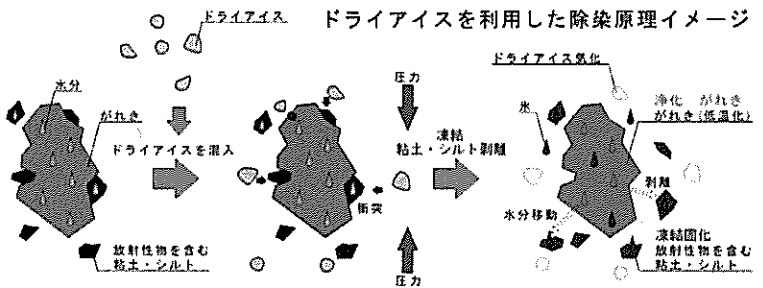 ドライアイスを利用した除染原理イメージ
ドライアイス
水分
がれき
ドライアイスを混入
放射性物を含む
粘土・シルト
衝突
圧力
圧力
凍結
粘土・シルト剥離
ドライアイス気化
氷
浄化 がれき
がれき(低温化)
剥離
水分移動
凍結固化
放射性物を含む
粘土・シルト